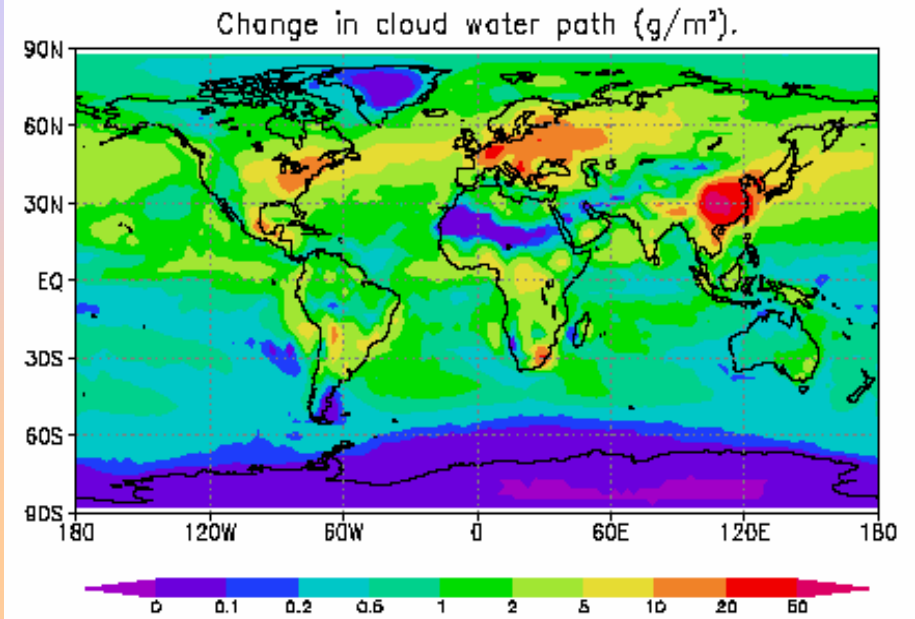 Change in cloud water path (g/m²).
90N
60N
30N
EQ
30S
60S
90S
180 120W 60W 0 60E 120E 180
0 0.1 0.2 0.5 1 2 5 10 20 50